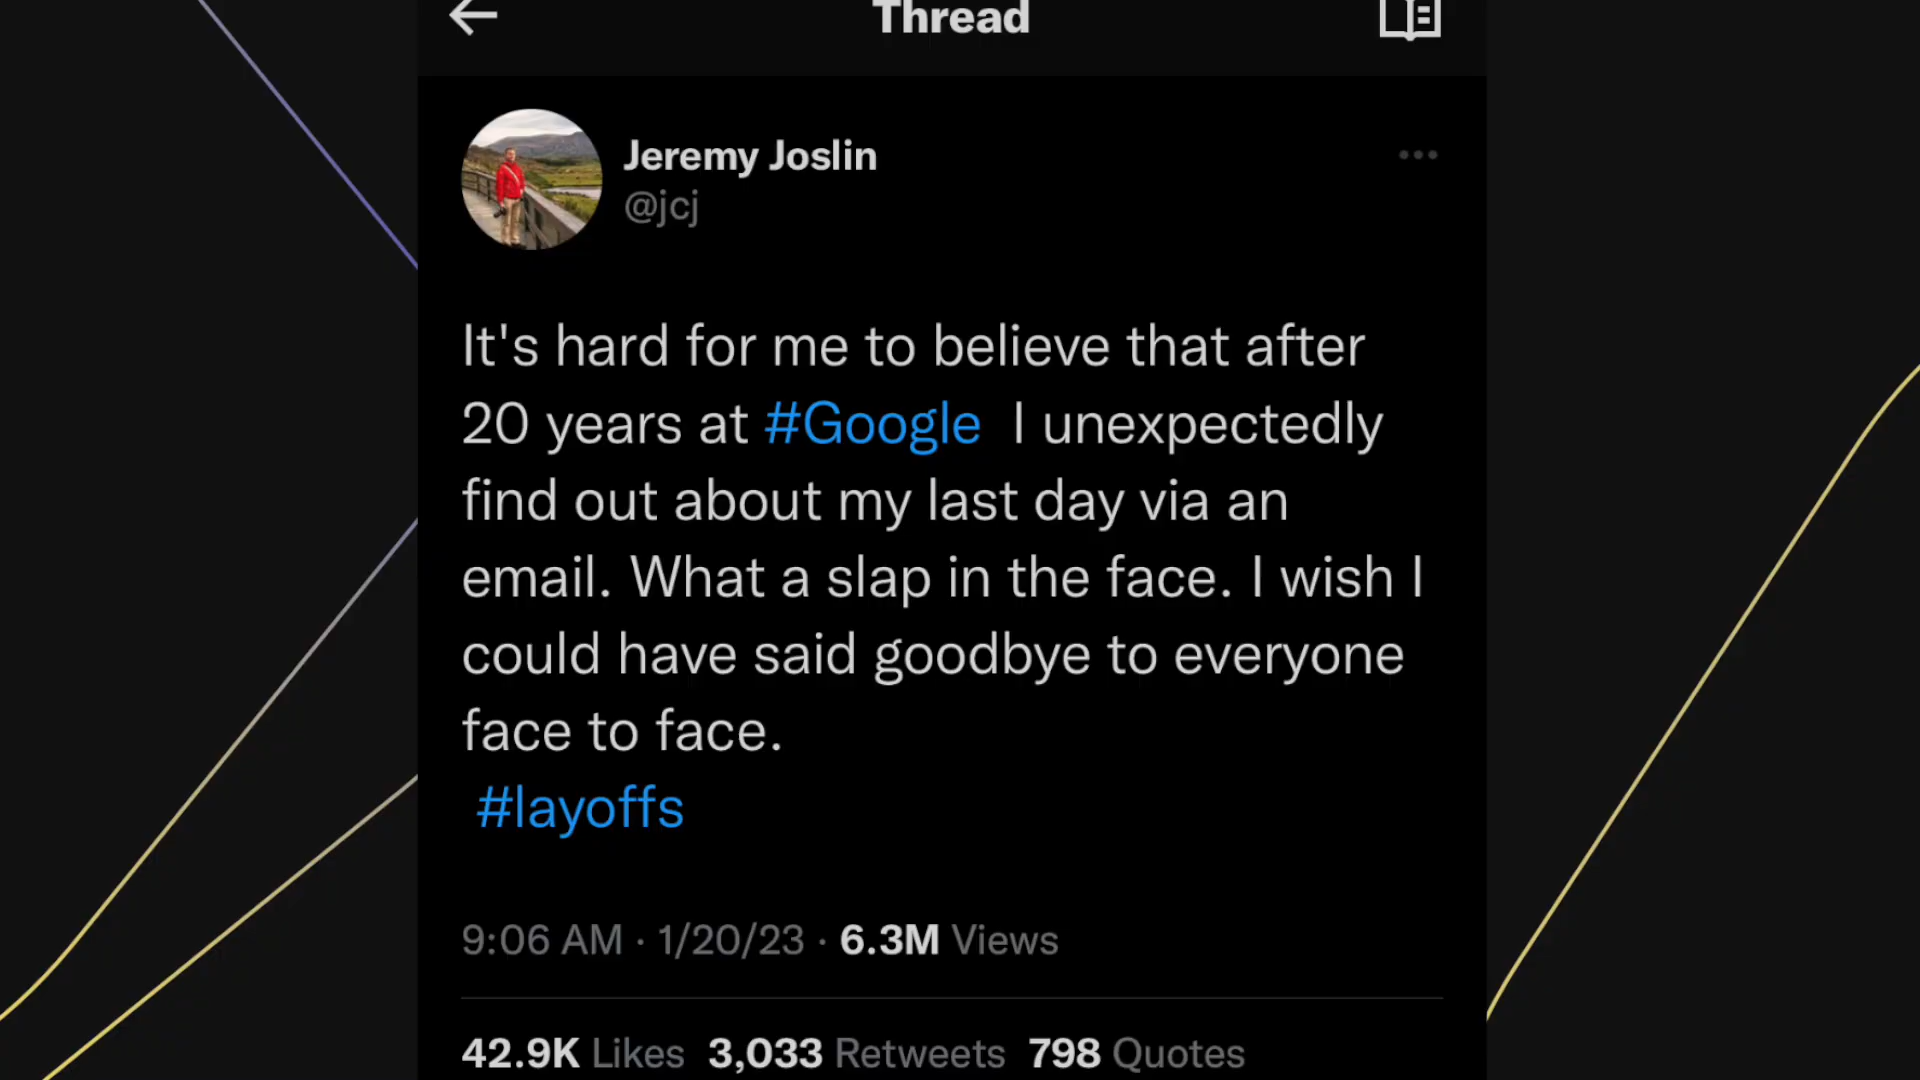 Thread
Jeremy Joslin
@jcj
It's hard for me to believe that after
20 years at #Google I unexpectedly
find out about my last day via an
email. What a slap in the face. I wish I
could have said goodbye to everyone
face to face.
#layoffs
9:06 AM · 1/20/23 · 6.3M Views
42.9K Likes 3,033 Retweets 798 Quotes